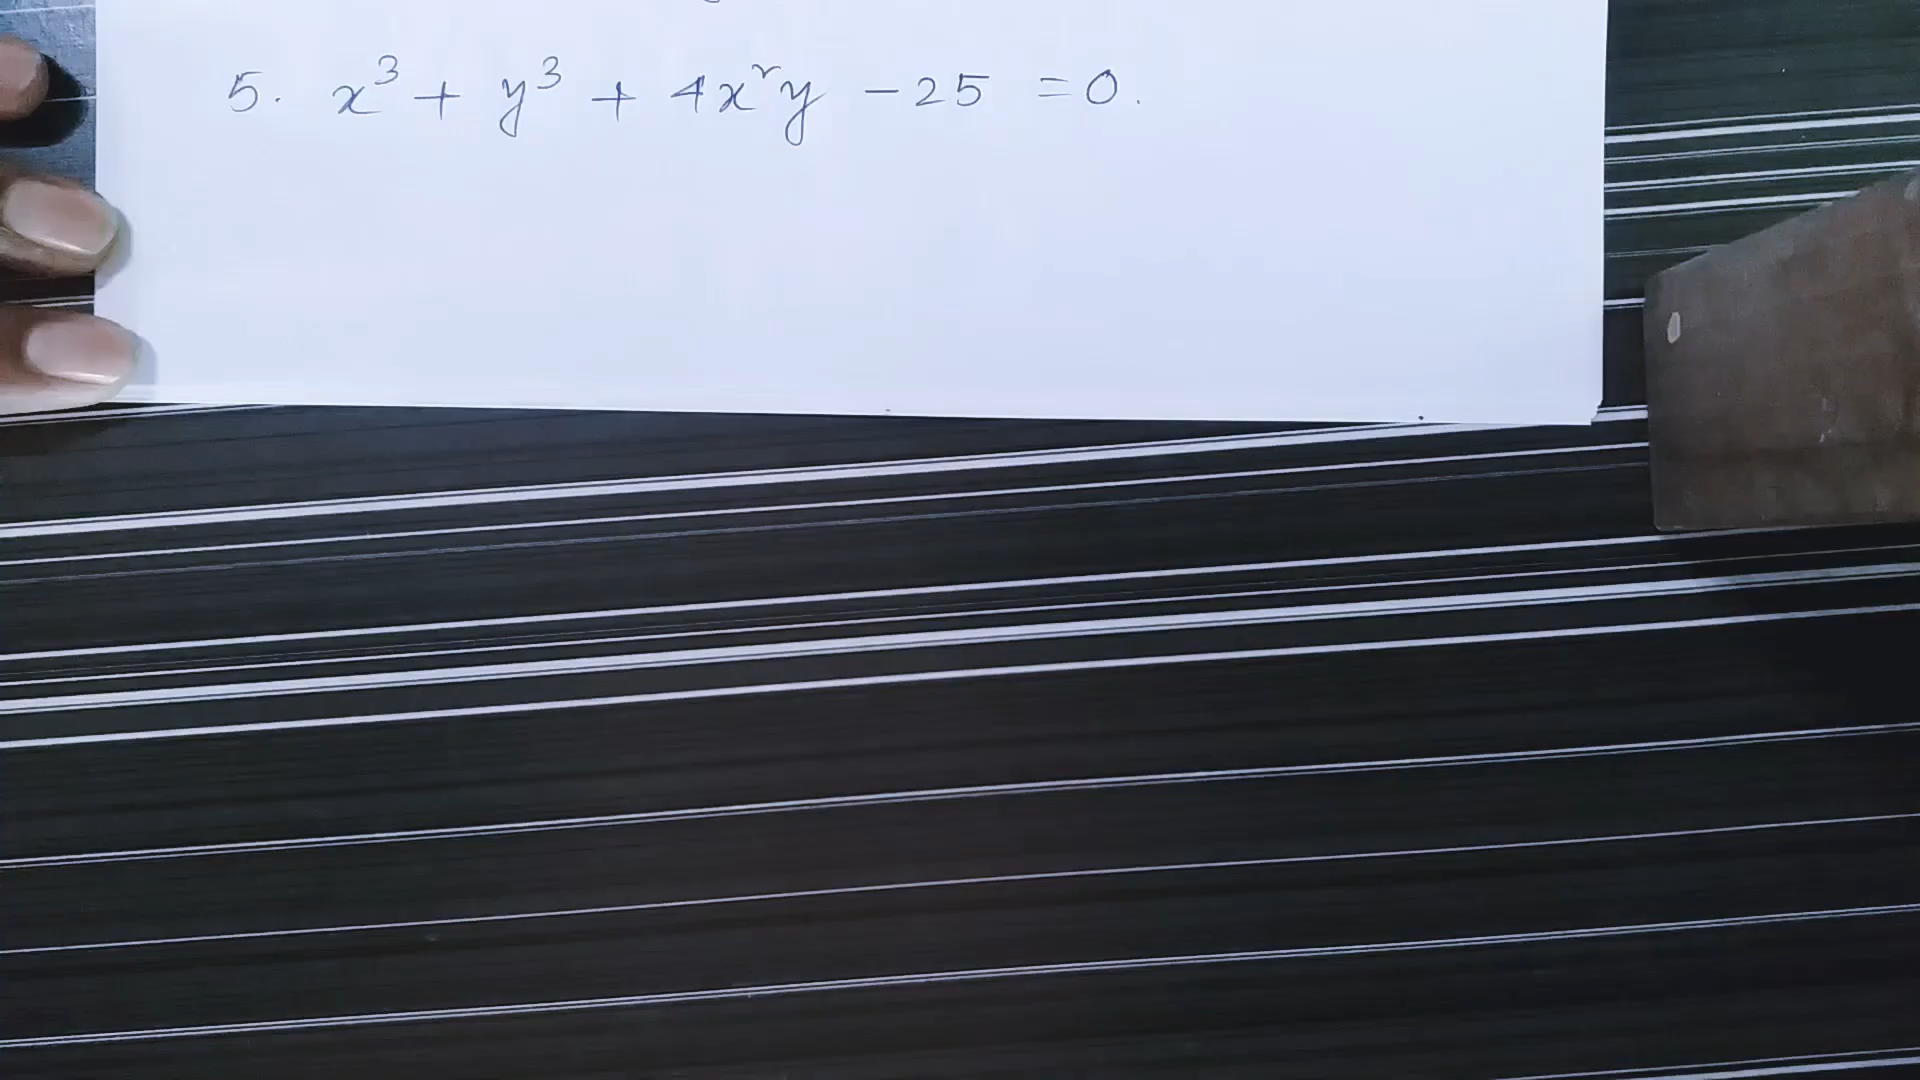 5. x³ + y³ + 4x²y - 25 = 0.